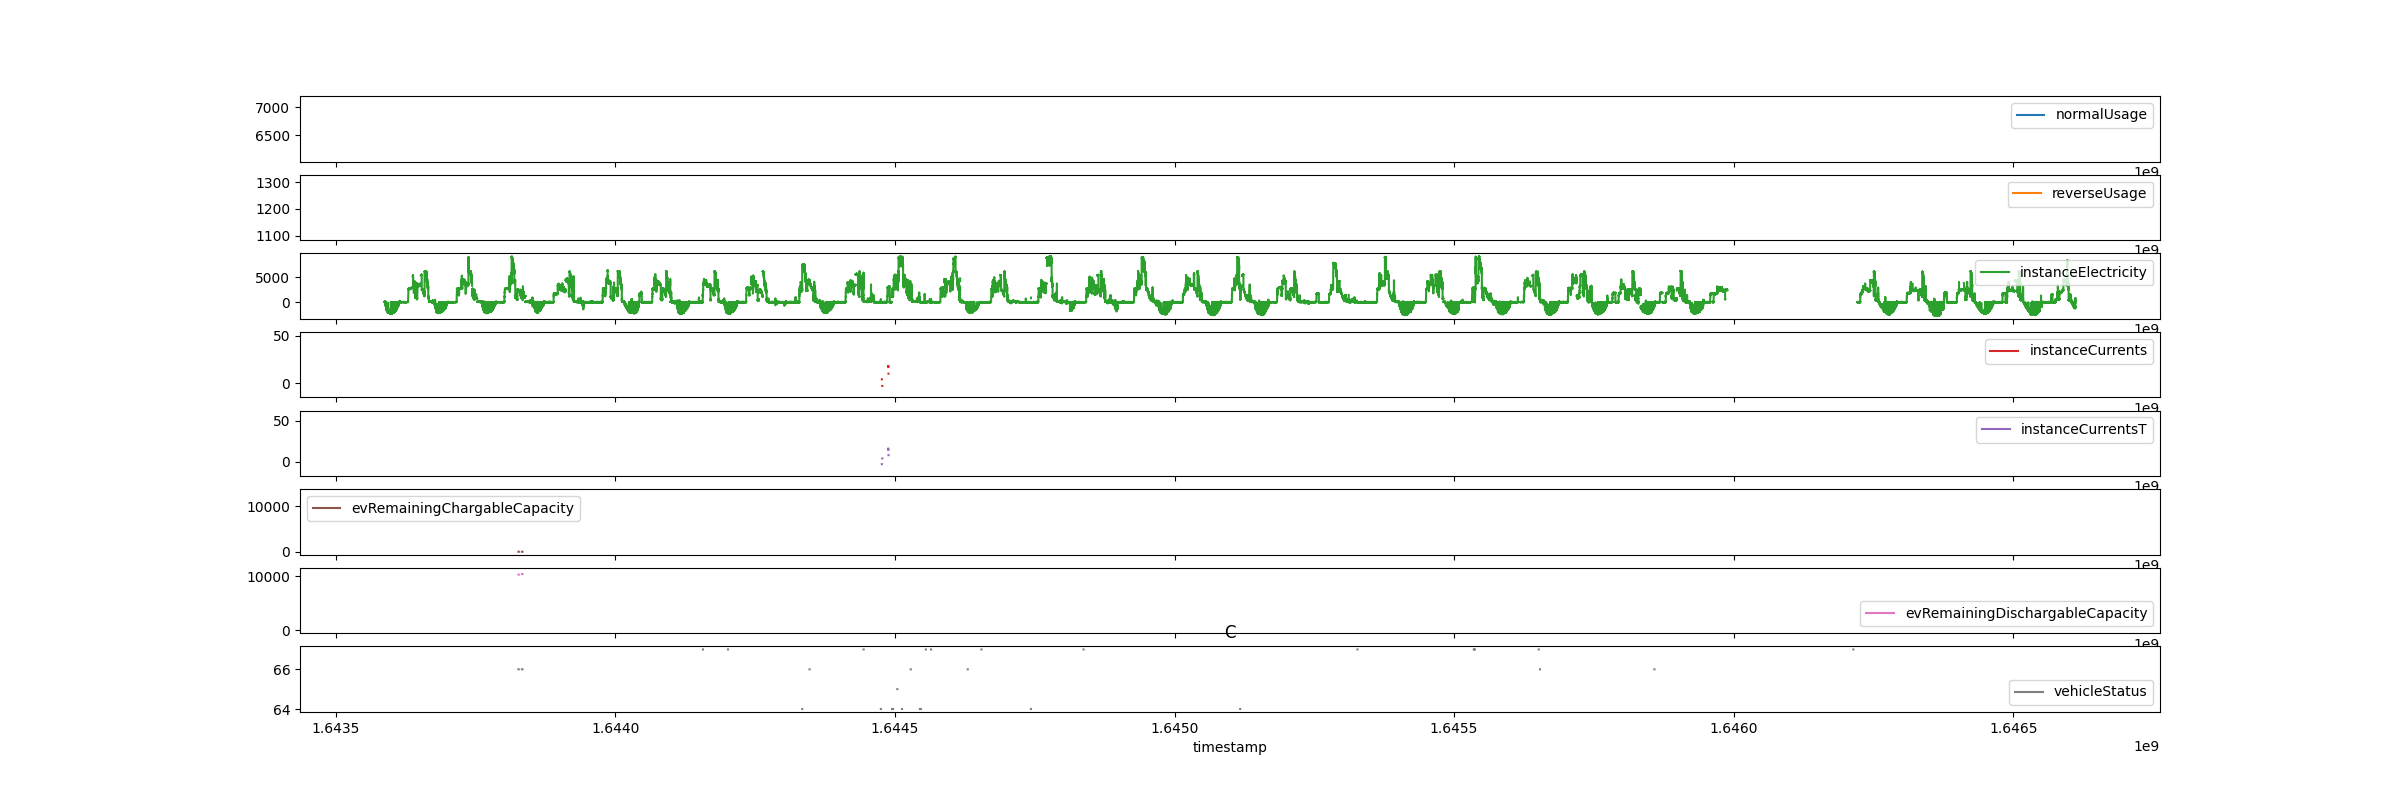 7000
6500
normalUsage
1e9
1300
1200
1100
reverseUsage
1e9
5000
0
instanceElectricity
1e9
50
0
instanceCurrents
1e9
50
0
instanceCurrentsT
1e9
10000
0
evRemainingChargableCapacity
1e9
10000
0
evRemainingDischargableCapacity
1e9
C
66
64
vehicleStatus
1.6435 1.6440 1.6445 1.6450 1.6455 1.6460 1.6465
timestamp
1e9